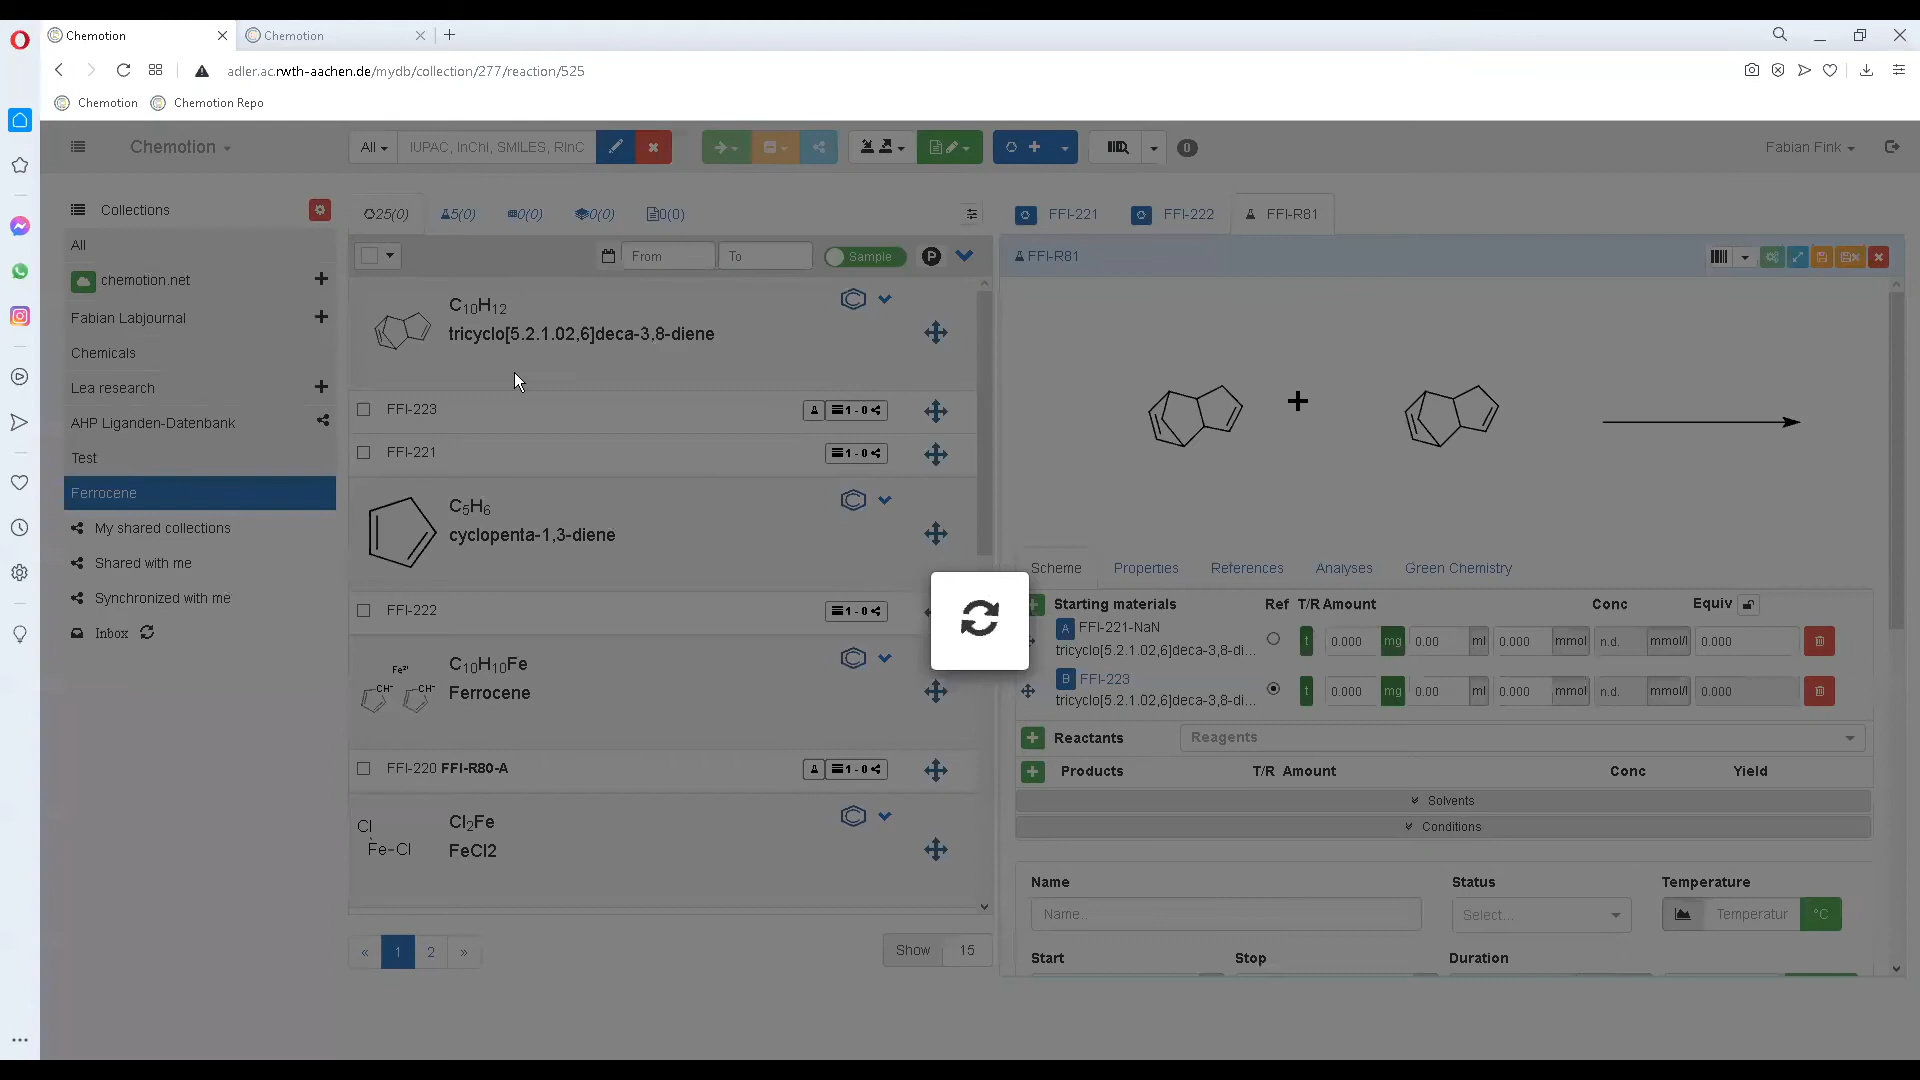 Chemotion
Chemotion
adler.ac.rwth-aachen.de/mydb/collection/277/reaction/525
Chemotion
Chemotion Repo
Chemotion
All
IUPAC, InChI, SMILES, RInC
0
Fabian Fink
Collections
All
chemotion.net
Fabian Labjournal
Chemicals
Lea research
AHP Liganden-Datenbank
Test
Ferrocene
My shared collections
Shared with me
Synchronized with me
Inbox
25(0)
5(0)
0(0)
0(0)
0(0)
From
To
Sample
P
C10H12
tricyclo[5.2.1.02,6]deca-3,8-diene
FFI-223
1 - 0
FFI-221
1 - 0
C5H6
cyclopenta-1,3-diene
FFI-222
1 - 0
Fe2+
CH-
CH-
C10H10Fe
Ferrocene
FFI-220 FFI-R80-A
1 - 0
Cl
Fe-Cl
Cl2Fe
FeCl2
«
1
2
»
Show
15
FFI-221
FFI-222
FFI-R81
FFI-R81
+
Scheme
Properties
References
Analyses
Green Chemistry
Starting materials
Ref
T/R Amount
Conc
Equiv
A FFI-221-NaN
tricyclo[5.2.1.02,6]deca-3,8-di...
t
0.000
mg
0.00
ml
0.000
mmol
n.d.
mmol/l
0.000
B FFI-223
tricyclo[5.2.1.02,6]deca-3,8-di...
t
0.000
mg
0.00
ml
0.000
mmol
n.d.
mmol/l
0.000
Reactants
Reagents
Products
T/R Amount
Conc
Yield
Solvents
Conditions
Name
Status
Temperature
Name...
Select...
Temperatur
°C
Start
Stop
Duration